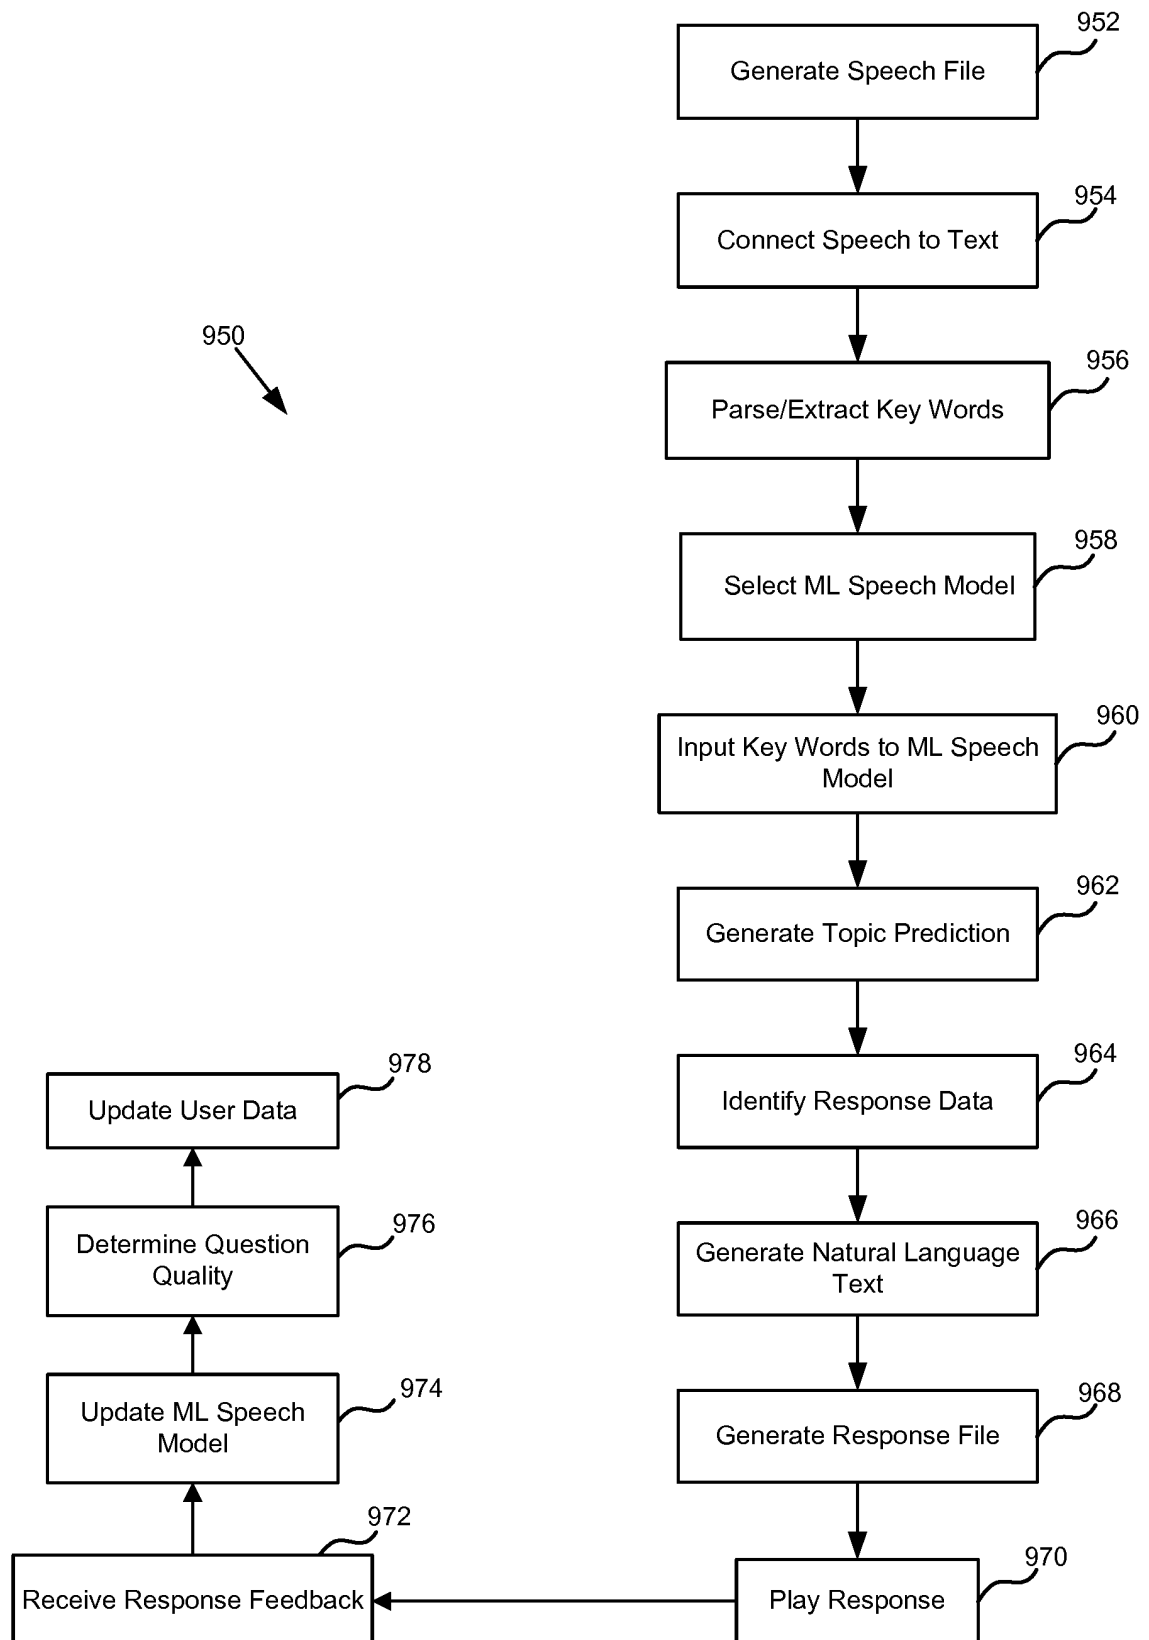 952
Generate Speech File
954
Connect Speech to Text
950
956
Parse/Extract Key Words
958
Select ML Speech Model
960
Input Key Words to ML Speech
Model
962
Generate Topic Prediction
964
Identify Response Data
966
Generate Natural Language
Text
968
Generate Response File
970
Play Response
972
Receive Response Feedback
974
Update ML Speech
Model
976
Determine Question
Quality
978
Update User Data